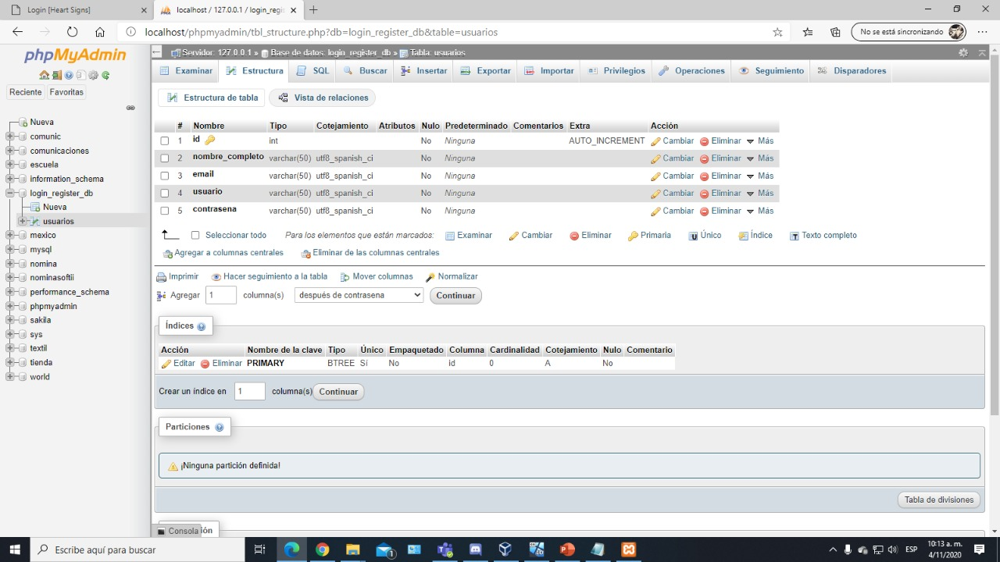 Login [Heart Signs]
localhost / 127.0.0.1 / login_regis
localhost/phpmyadmin/tbl_structure.php?db=login_register_db&table=usuarios
No se está sincronizando
phpMyAdmin
Reciente Favoritas
Nueva
comunic
comunicaciones
escuela
information_schema
login_register_db
Nueva
usuarios
mexico
mysql
nomina
nominasoftii
performance_schema
phpmyadmin
sakila
sys
textil
tienda
world
Servidor: 127.0.0.1 » Base de datos: login_register_db » Tabla: usuarios
Examinar Estructura SQL Buscar Insertar Exportar Importar Privilegios Operaciones Seguimiento Disparadores
Estructura de tabla Vista de relaciones
# Nombre Tipo Cotejamiento Atributos Nulo Predeterminado Comentarios Extra Acción
1 id int No Ninguna AUTO_INCREMENT Cambiar Eliminar Más
2 nombre_completo varchar(50) utf8_spanish_ci No Ninguna Cambiar Eliminar Más
3 email varchar(50) utf8_spanish_ci No Ninguna Cambiar Eliminar Más
4 usuario varchar(50) utf8_spanish_ci No Ninguna Cambiar Eliminar Más
5 contrasena varchar(50) utf8_spanish_ci No Ninguna Cambiar Eliminar Más
Seleccionar todo Para los elementos que están marcados: Examinar Cambiar Eliminar Primaria Único Índice Texto completo
Agregar a columnas centrales Eliminar de las columnas centrales
Imprimir Hacer seguimiento a la tabla Mover columnas Normalizar
Agregar 1 columna(s) después de contrasena Continuar
Índices
Acción Nombre de la clave Tipo Único Empaquetado Columna Cardinalidad Cotejamiento Nulo Comentario
Editar Eliminar PRIMARY BTREE Sí No id 0 A No
Crear un índice en 1 columna(s) Continuar
Particiones
¡Ninguna partición definida!
Tabla de divisiones
Consola ión
Escribe aquí para buscar
ESP
10:13 a. m.
4/11/2020